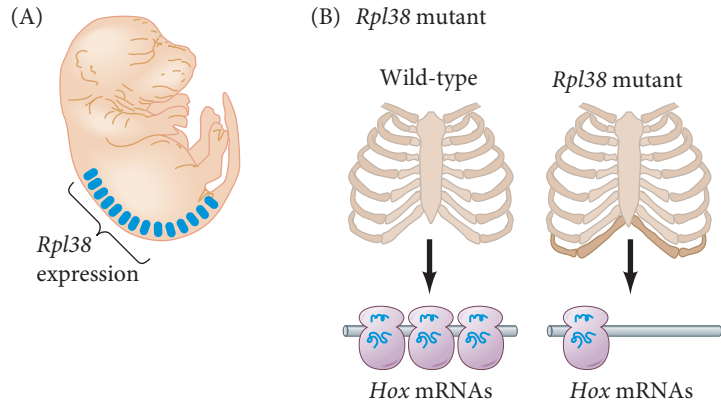 (A)
Rpl38
expression
(B) Rpl38 mutant
Wild-type
Rpl38 mutant
Hox mRNAs
Hox mRNAs